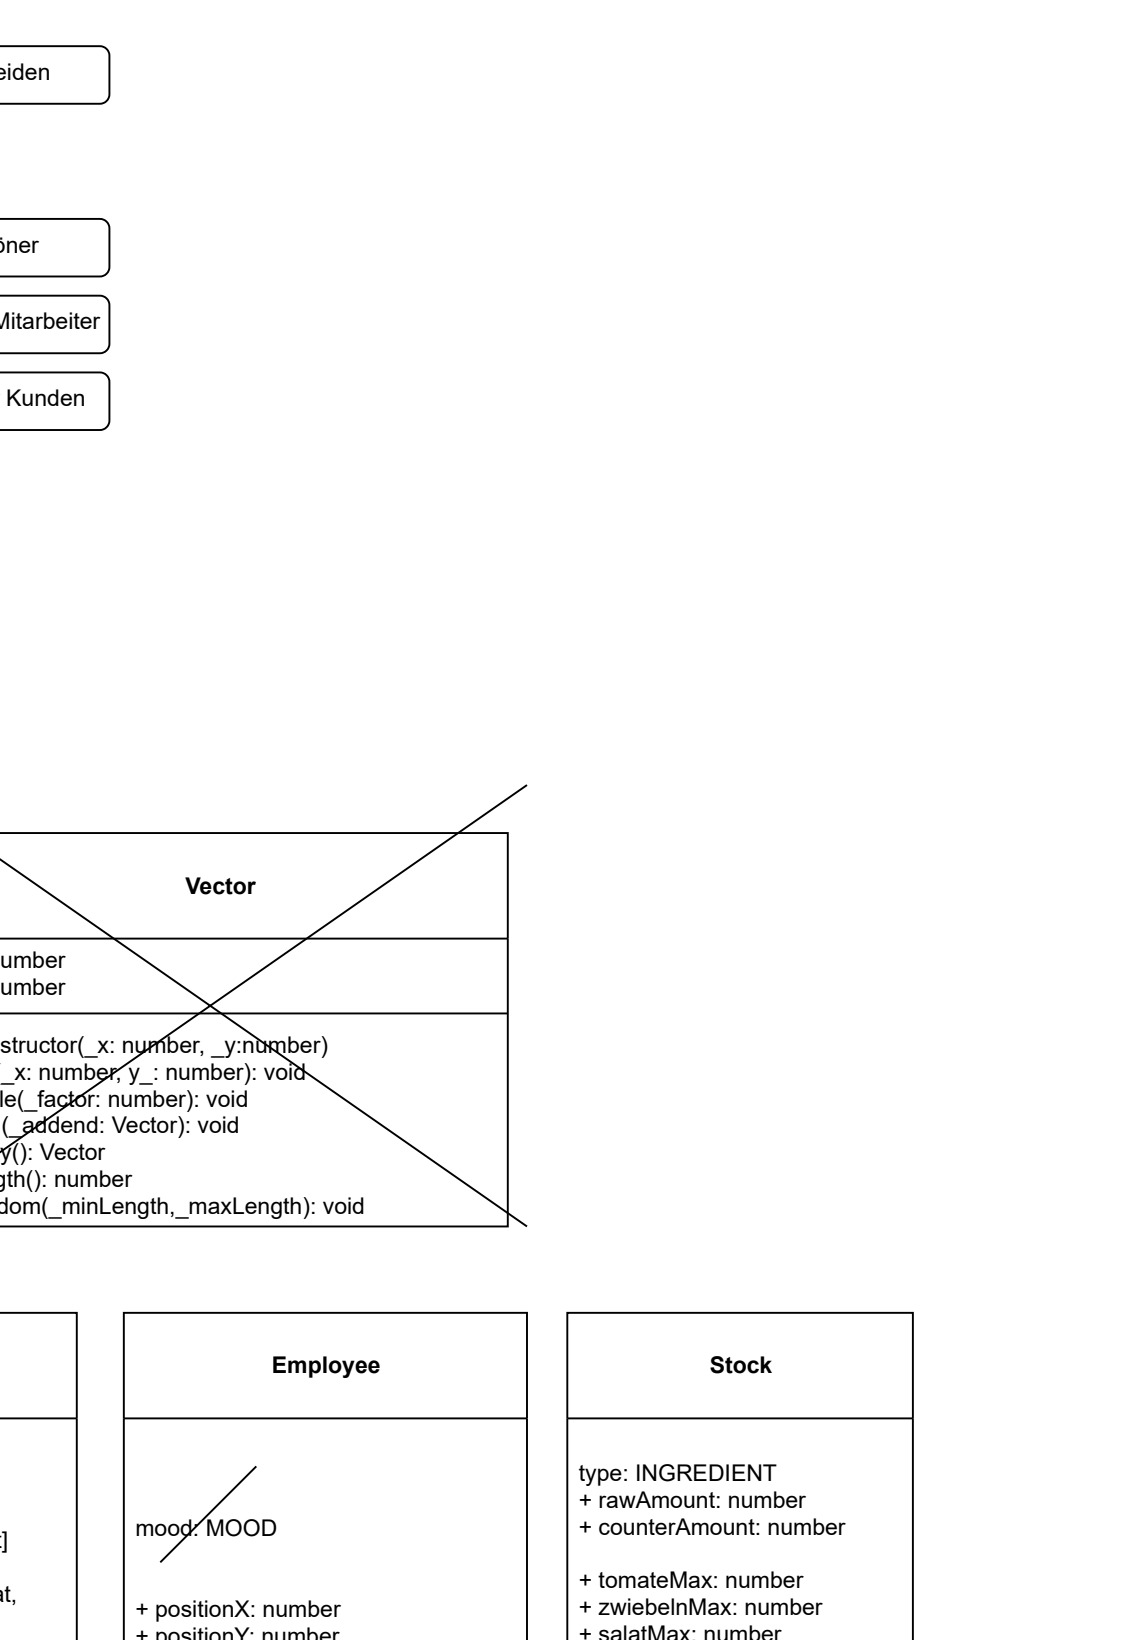 eiden
öner
Mitarbeiter
Kunden
Vector
umber
umber
structor(_x: number, _y:number)
(_x: number, y_: number): void
le(_factor: number): void
(_addend: Vector): void
y(): Vector
gth(): number
dom(_minLength,_maxLength): void
Employee
Stock
t]
at,
mood: MOOD
+ positionX: number
+ positionY: number
type: INGREDIENT
+ rawAmount: number
+ counterAmount: number
+ tomateMax: number
+ zwiebelnMax: number
+ salatMax: number